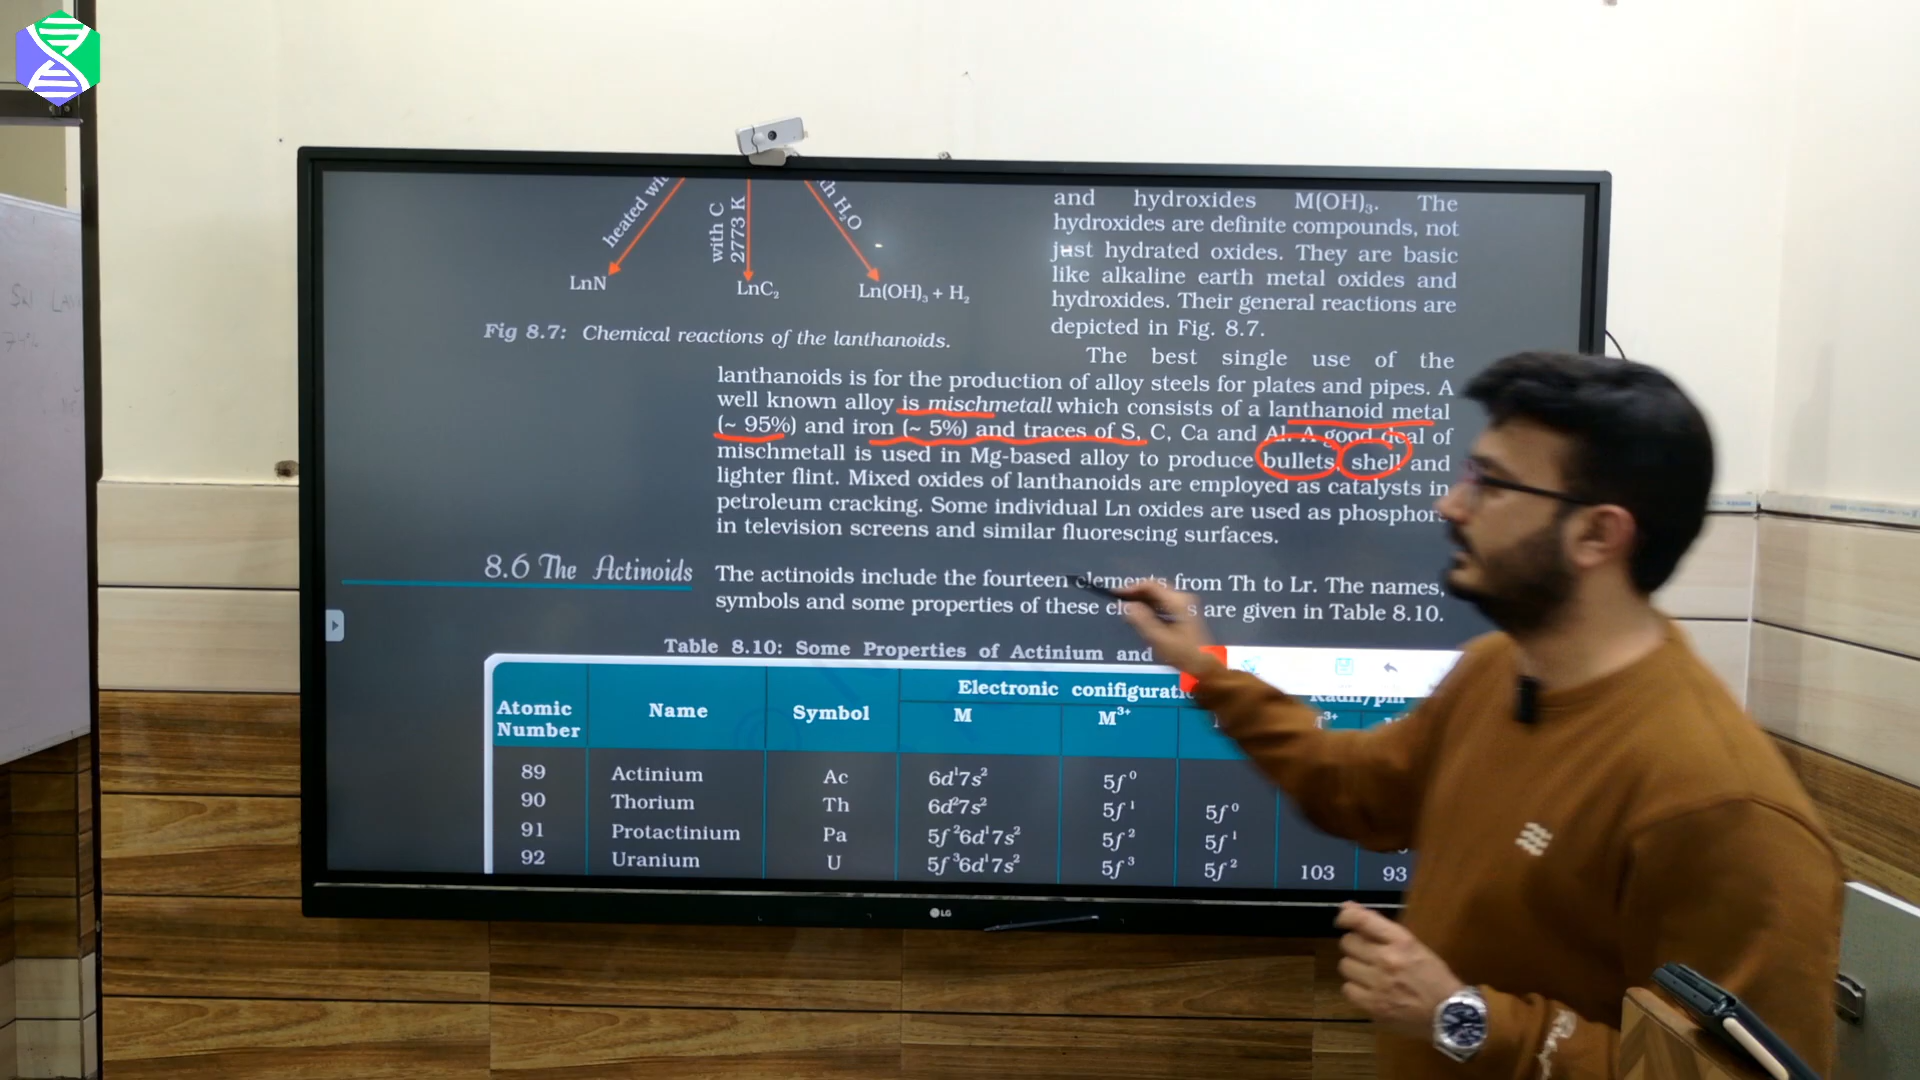 heated
with C
2773 K
th H₂O
LnN
LnC₂
Ln(OH)₃ + H₂
Fig 8.7: Chemical reactions of the lanthanoids.
and hydroxides M(OH)₃. The
hydroxides are definite compounds, not
just hydrated oxides. They are basic
like alkaline earth metal oxides and
hydroxides. Their general reactions are
depicted in Fig. 8.7.
The best single use of the
lanthanoids is for the production of alloy steels for plates and pipes. A
well known alloy is mischmetall which consists of a lanthanoid metal
(~ 95%) and iron (~ 5%) and traces of S, C, Ca and Al. A good deal of
mischmetall is used in Mg-based alloy to produce bullets, shell and
lighter flint. Mixed oxides of lanthanoids are employed as catalysts in
petroleum cracking. Some individual Ln oxides are used as phosphors
in television screens and similar fluorescing surfaces.
8.6 The Actinoids
The actinoids include the fourteen elements from Th to Lr. The names,
symbols and some properties of these are given in Table 8.10.
Table 8.10: Some Properties of Actinium and
Electronic conifigurati
Radii/pm
Atomic Number Name Symbol M M³⁺ M³⁺
89 Actinium Ac 6d¹7s² 5f⁰
90 Thorium Th 6d²7s² 5f¹ 5f⁰
91 Protactinium Pa 5f²6d¹7s² 5f² 5f¹
92 Uranium U 5f³6d¹7s² 5f³ 5f² 103 93
LG